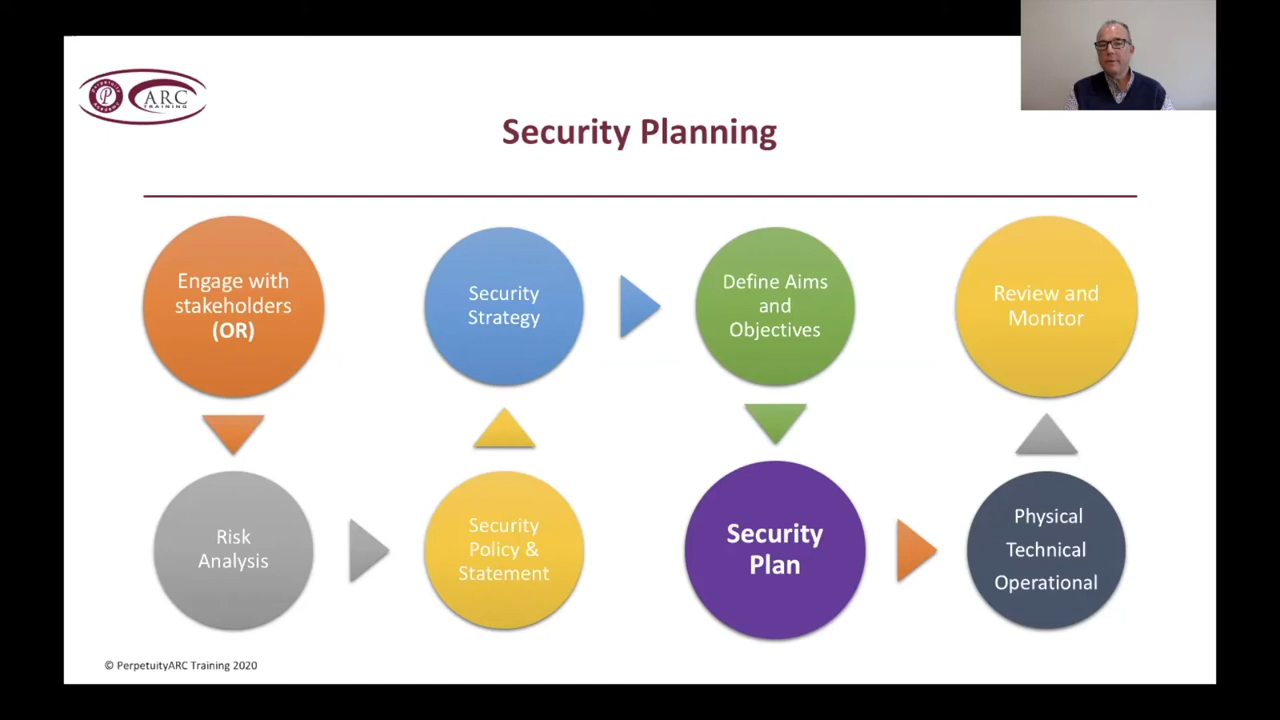 ARC
TRAINING
Security Planning
Engage with
stakeholders
(OR)
Risk
Analysis
Security
Policy &
Statement
Security
Strategy
Define Aims
and
Objectives
Security
Plan
Physical
Technical
Operational
Review and
Monitor
© PerpetuityARC Training 2020